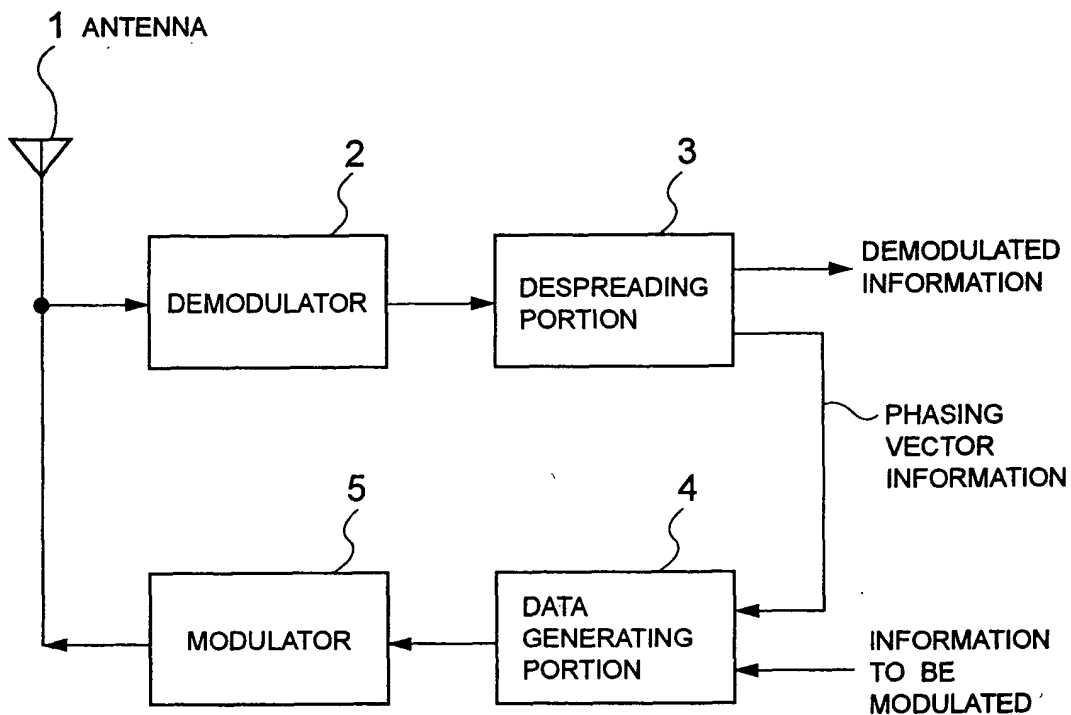 1 ANTENNA
2
3
DEMODULATOR
DESPREADING
PORTION
DEMODULATED
INFORMATION
PHASING
VECTOR
INFORMATION
5
4
MODULATOR
DATA
GENERATING
PORTION
INFORMATION
TO BE
MODULATED